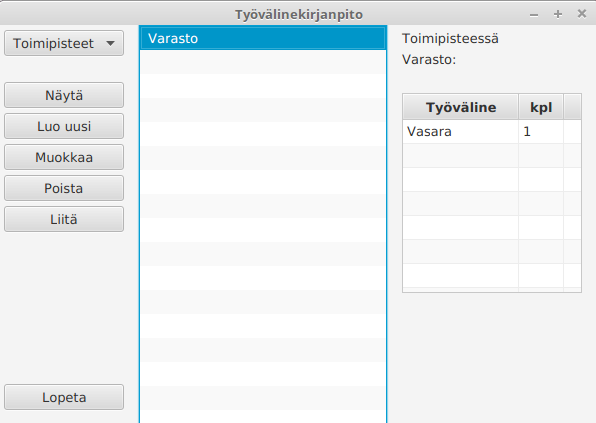 Työvälinekirjanpito
Toimipisteet
Näytä
Luo uusi
Muokkaa
Poista
Liitä
Lopeta
Varasto
Toimipisteessä
Varasto:
Työväline kpl
Vasara 1